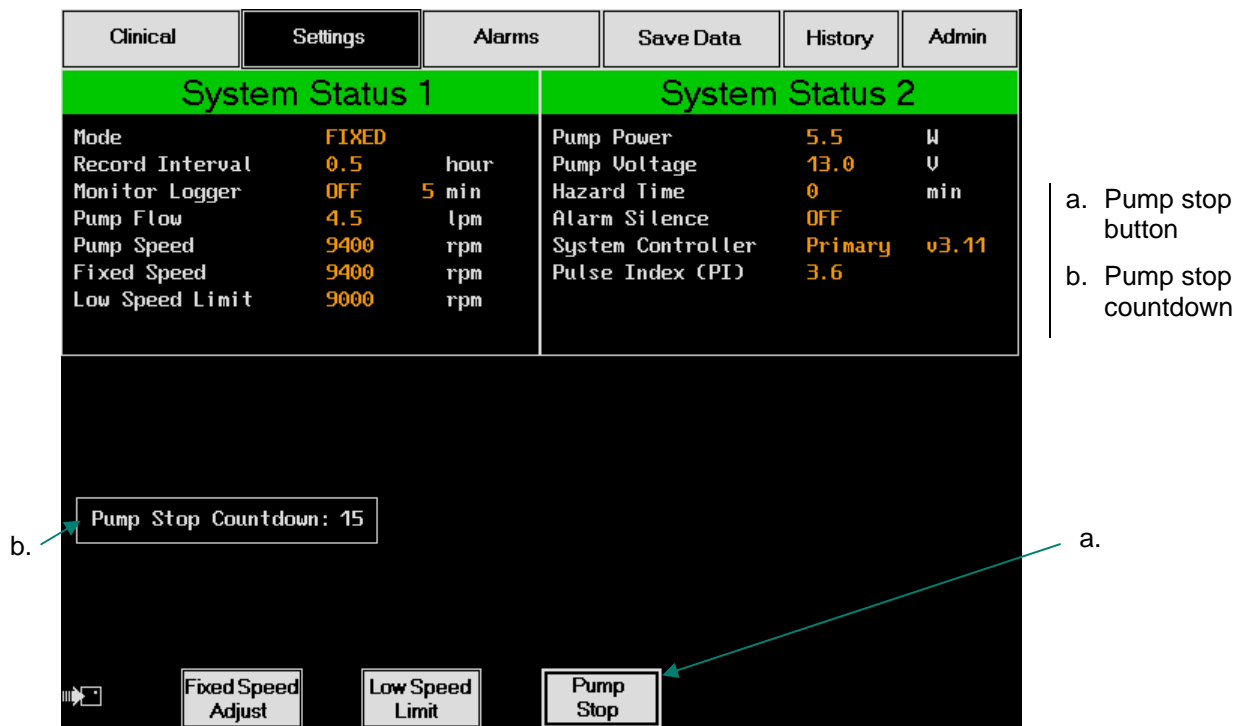 Clinical Settings Alarms Save Data History Admin
System Status 1
Mode FIXED
Record Interval 0.5 hour
Monitor Logger OFF 5 min
Pump Flow 4.5 lpm
Pump Speed 9400 rpm
Fixed Speed 9400 rpm
Low Speed Limit 9000 rpm
System Status 2
Pump Power 5.5 W
Pump Voltage 13.0 V
Hazard Time 0 min
Alarm Silence OFF
System Controller Primary v3.11
Pulse Index (PI) 3.6
a. Pump stop
button
b. Pump stop
countdown
Pump Stop Countdown: 15
b.
a.
Fixed Speed
Adjust
Low Speed
Limit
Pump
Stop